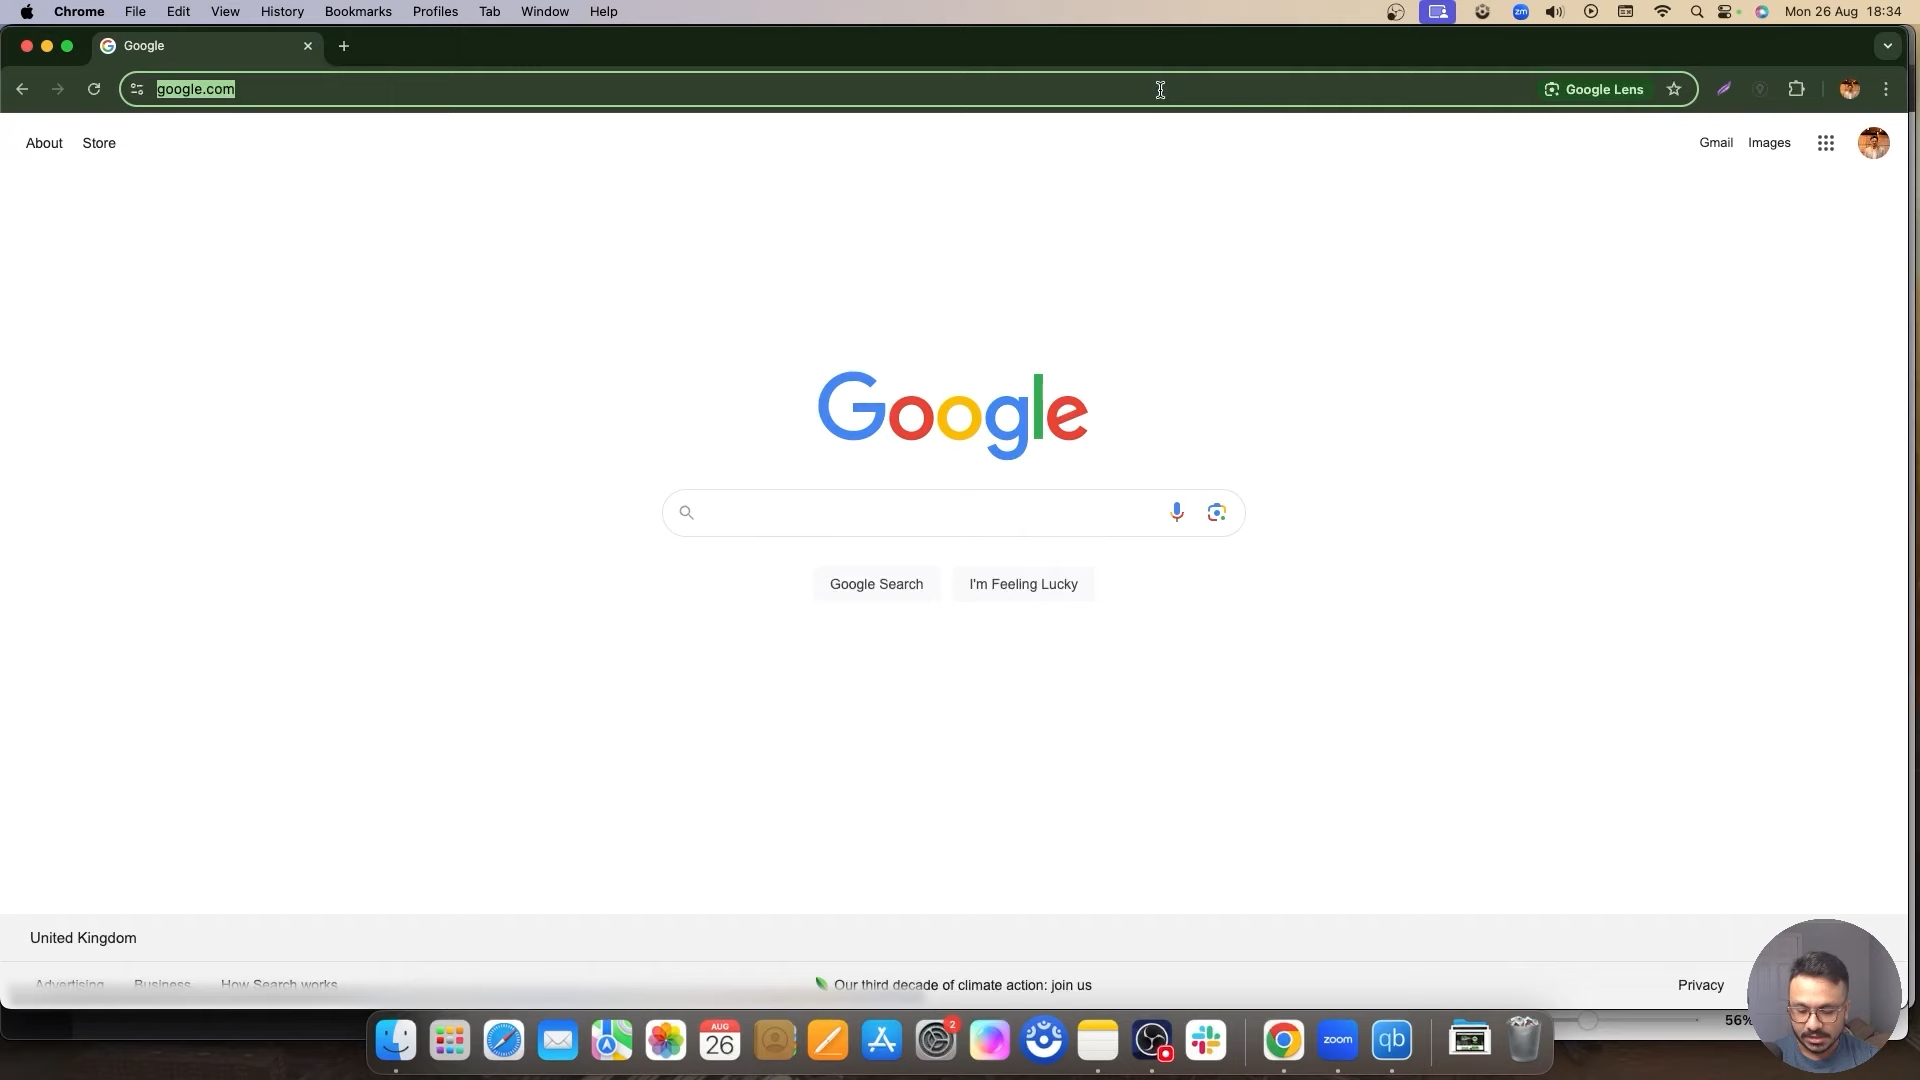 Chrome File Edit View History Bookmarks Profiles Tab Window Help zm Mon 26 Aug 18:34
Google
google.com Google Lens
About Store Gmail Images
Google
Google Search I'm Feeling Lucky
United Kingdom
Advertising Business How Search works Our third decade of climate action: join us Privacy
56%
AUG
26
2
zoom
qb